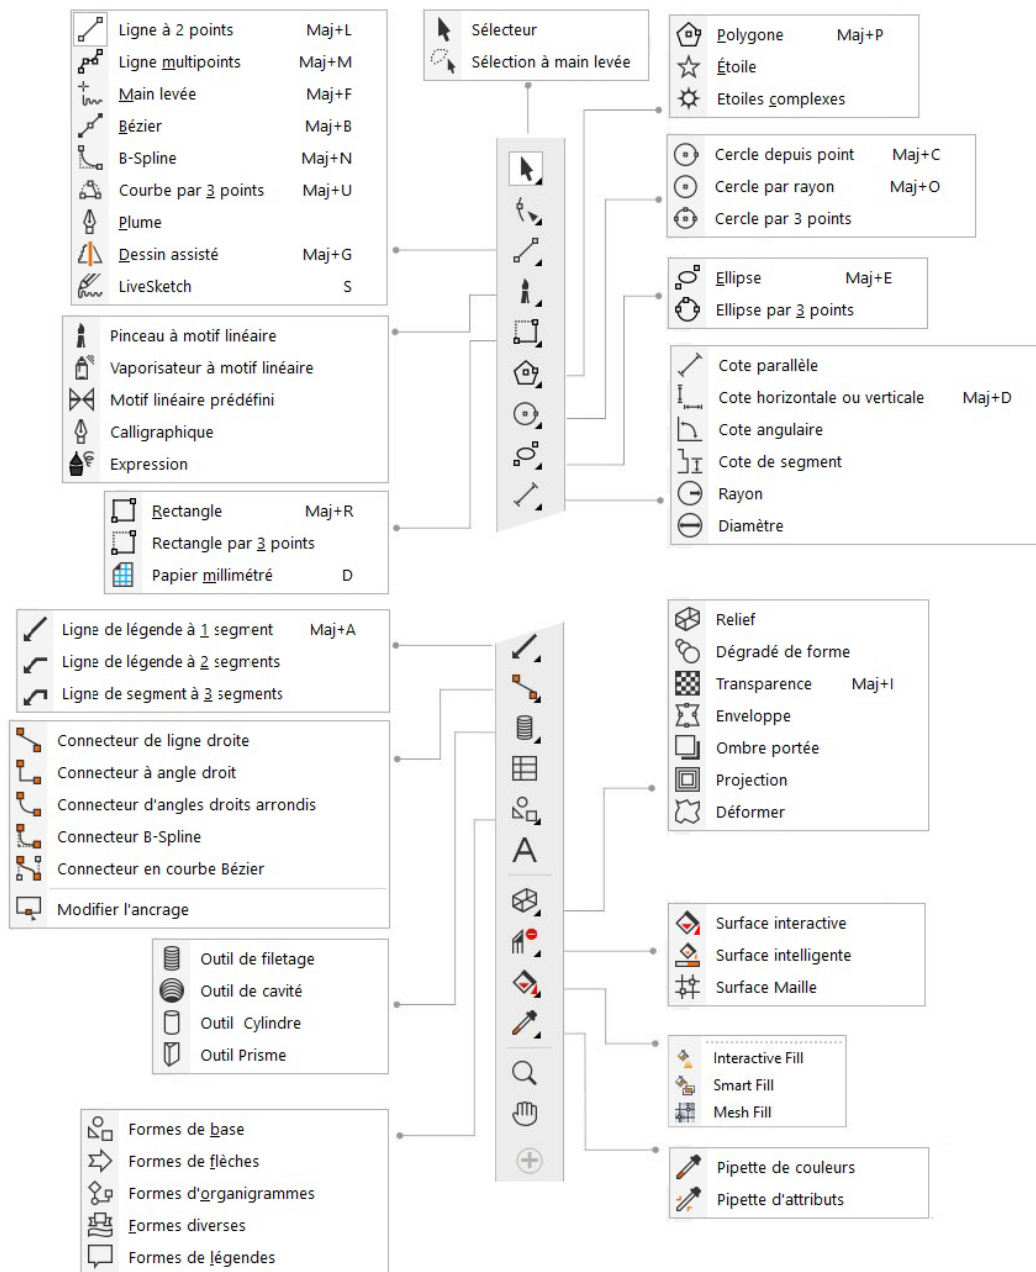 Ligne à 2 points Maj+L
Ligne multipoints Maj+M
Main levée Maj+F
Bézier Maj+B
B-Spline Maj+N
Courbe par 3 points Maj+U
Plume
Dessin assisté Maj+G
LiveSketch S
Sélecteur
Sélection à main levée
Polygone Maj+P
Étoile
Etoiles complexes
Cercle depuis point Maj+C
Cercle par rayon Maj+O
Cercle par 3 points
Ellipse Maj+E
Ellipse par 3 points
Pinceau à motif linéaire
Vaporisateur à motif linéaire
Motif linéaire prédéfini
Calligraphique
Expression
Cote parallèle
Cote horizontale ou verticale Maj+D
Cote angulaire
Cote de segment
Rayon
Diamètre
Rectangle Maj+R
Rectangle par 3 points
Papier millimétré D
Ligne de légende à 1 segment Maj+A
Ligne de légende à 2 segments
Ligne de segment à 3 segments
Relief
Dégradé de forme
Transparence Maj+I
Enveloppe
Ombre portée
Projection
Déformer
Connecteur de ligne droite
Connecteur à angle droit
Connecteur d'angles droits arrondis
Connecteur B-Spline
Connecteur en courbe Bézier
Modifier l'ancrage
A
Surface interactive
Surface intelligente
Surface Maille
Outil de filetage
Outil de cavité
Outil Cylindre
Outil Prisme
Interactive Fill
Smart Fill
Mesh Fill
Formes de base
Formes de flèches
Formes d'organigrammes
Formes diverses
Formes de légendes
Pipette de couleurs
Pipette d'attributs